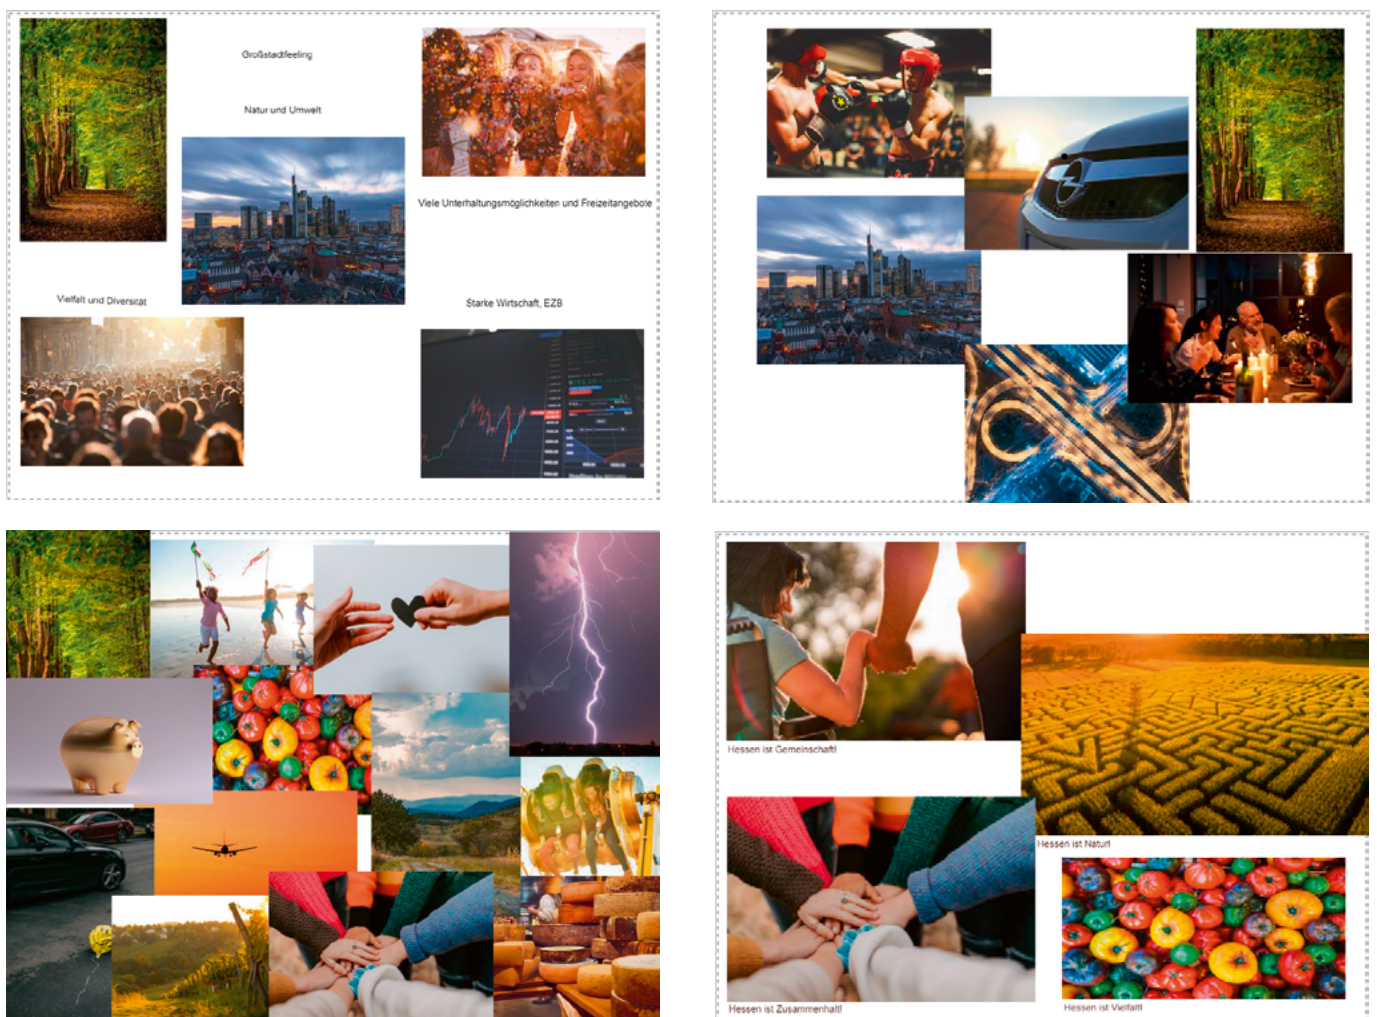 Großstadtfeeling
Natur und Umwelt
Viele Unterhaltungsmöglichkeiten und Freizeitangebote
Vielfalt und Diversität
Starke Wirtschaft, EZB
Hessen ist Gemeinschaft!
Hessen ist Natur!
Hessen ist Zusammenhalt!
Hessen ist Vielfalt!